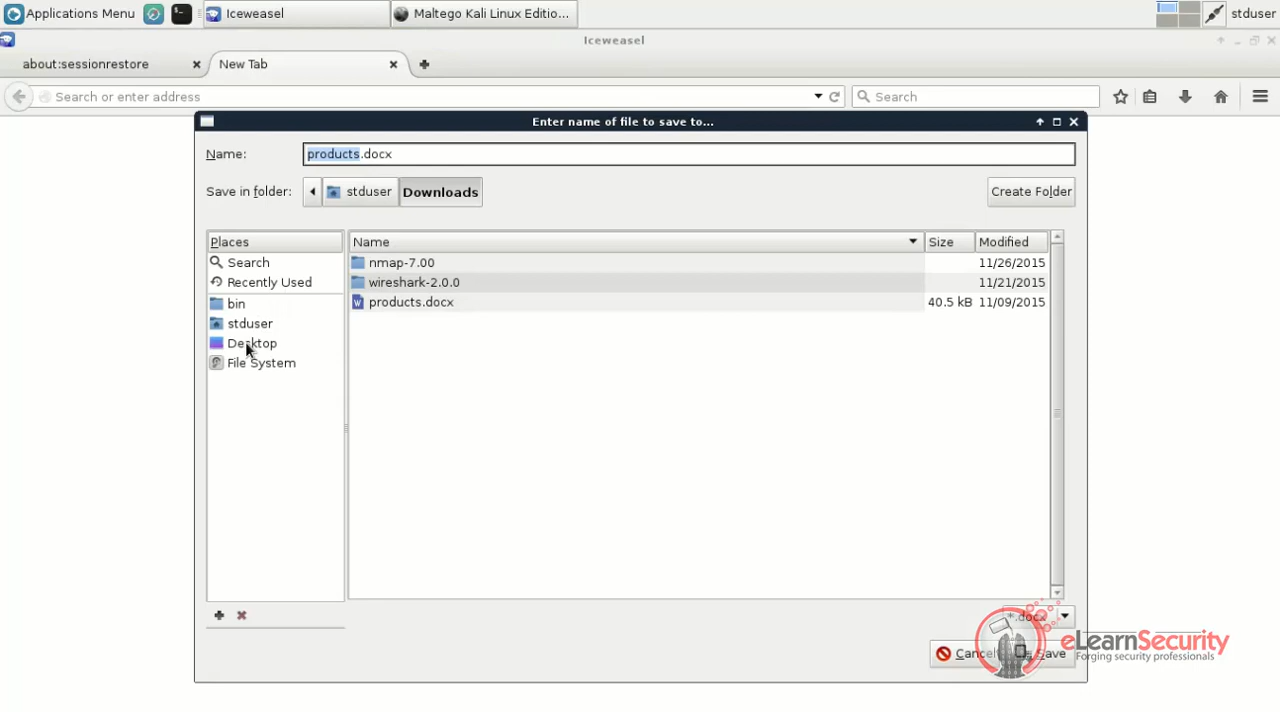 Applications Menu Iceweasel Maltego Kali Linux Editio... stduser
Iceweasel
about:sessionrestore New Tab
Search or enter address Search
Enter name of file to save to...
Name: products.docx
Save in folder: stduser Downloads Create Folder
Places Name Size Modified
Search nmap-7.00 11/26/2015
Recently Used wireshark-2.0.0 11/21/2015
bin products.docx 40.5 kB 11/09/2015
stduser
Desktop
File System
*.docx
Cancel Save
eLearnSecurity
Forging security professionals